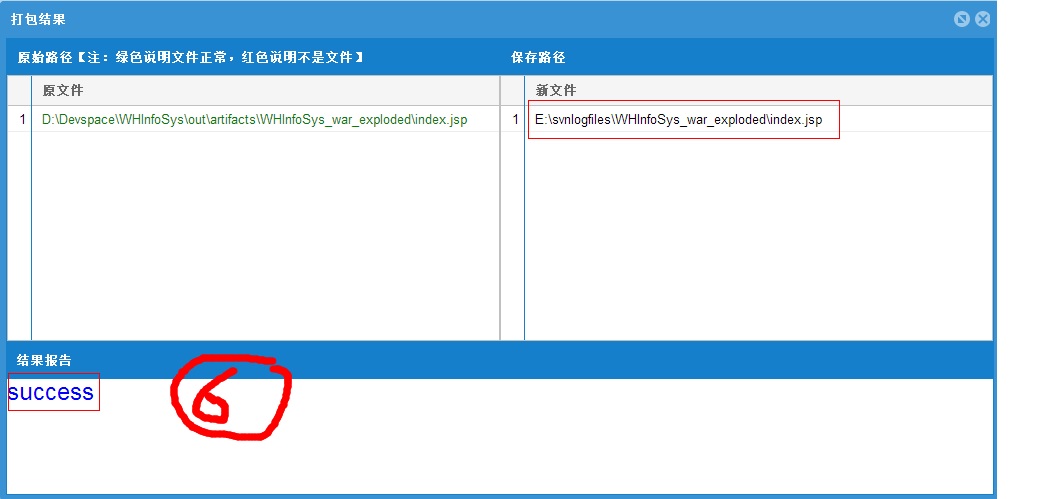 打包结果
原始路径【注：绿色说明文件正常，红色说明不是文件】
保存路径
原文件
新文件
1 D:\Devspace\WHInfoSys\out\artifacts\WHInfoSys_war_exploded\index.jsp
1 E:\svnlogfiles\WHInfoSys_war_exploded\index.jsp
结果报告
success
6